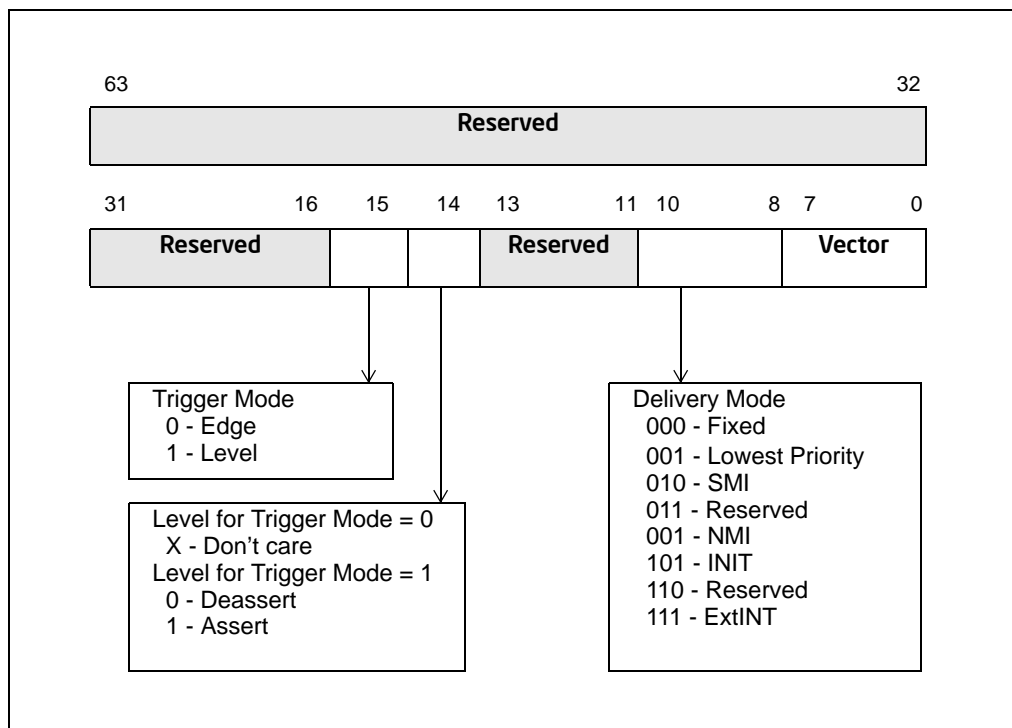 63 32
Reserved
31 16 15 14 13 11 10 8 7 0
Reserved Reserved Vector
Trigger Mode
0 - Edge
1 - Level
Level for Trigger Mode = 0
X - Don't care
Level for Trigger Mode = 1
0 - Deassert
1 - Assert
Delivery Mode
000 - Fixed
001 - Lowest Priority
010 - SMI
011 - Reserved
001 - NMI
101 - INIT
110 - Reserved
111 - ExtINT